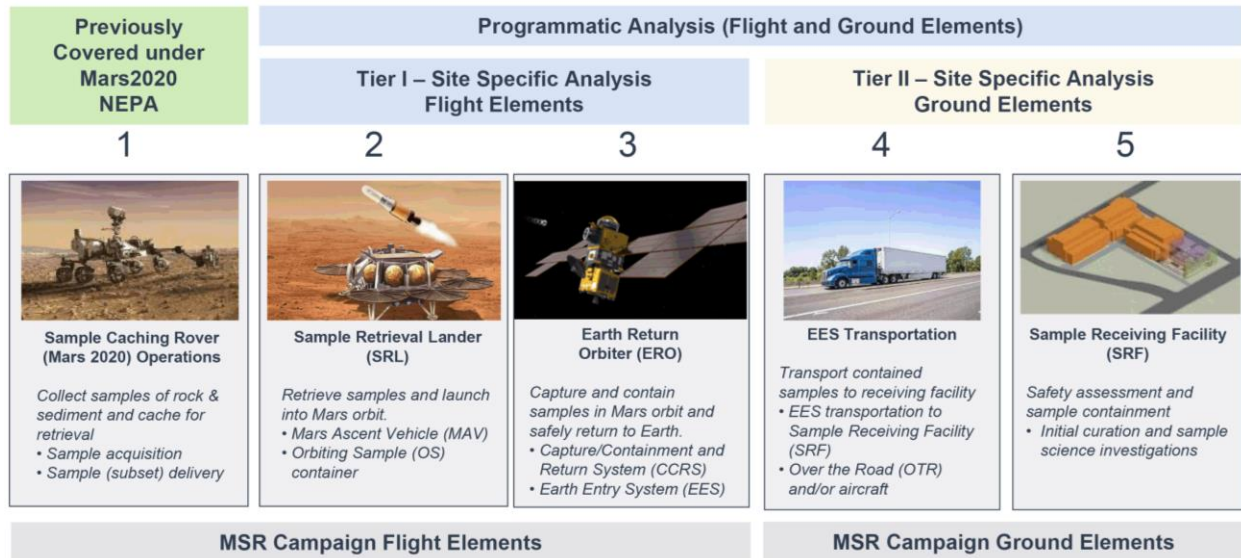 Previously
Covered under
Mars2020
NEPA
Programmatic Analysis (Flight and Ground Elements)
Tier I – Site Specific Analysis
Flight Elements
Tier II – Site Specific Analysis
Ground Elements
1
2
3
4
5
Sample Caching Rover
(Mars 2020) Operations
Collect samples of rock &
sediment and cache for
retrieval
• Sample acquisition
• Sample (subset) delivery
Sample Retrieval Lander
(SRL)
Retrieve samples and launch
into Mars orbit.
• Mars Ascent Vehicle (MAV)
• Orbiting Sample (OS)
container
Earth Return
Orbiter (ERO)
Capture and contain
samples in Mars orbit and
safely return to Earth.
• Capture/Containment and
Return System (CCRS)
• Earth Entry System (EES)
EES Transportation
Transport contained
samples to receiving facility
• EES transportation to
Sample Receiving Facility
(SRF)
• Over the Road (OTR)
and/or aircraft
Sample Receiving Facility
(SRF)
Safety assessment and
sample containment
• Initial curation and sample
science investigations
MSR Campaign Flight Elements
MSR Campaign Ground Elements